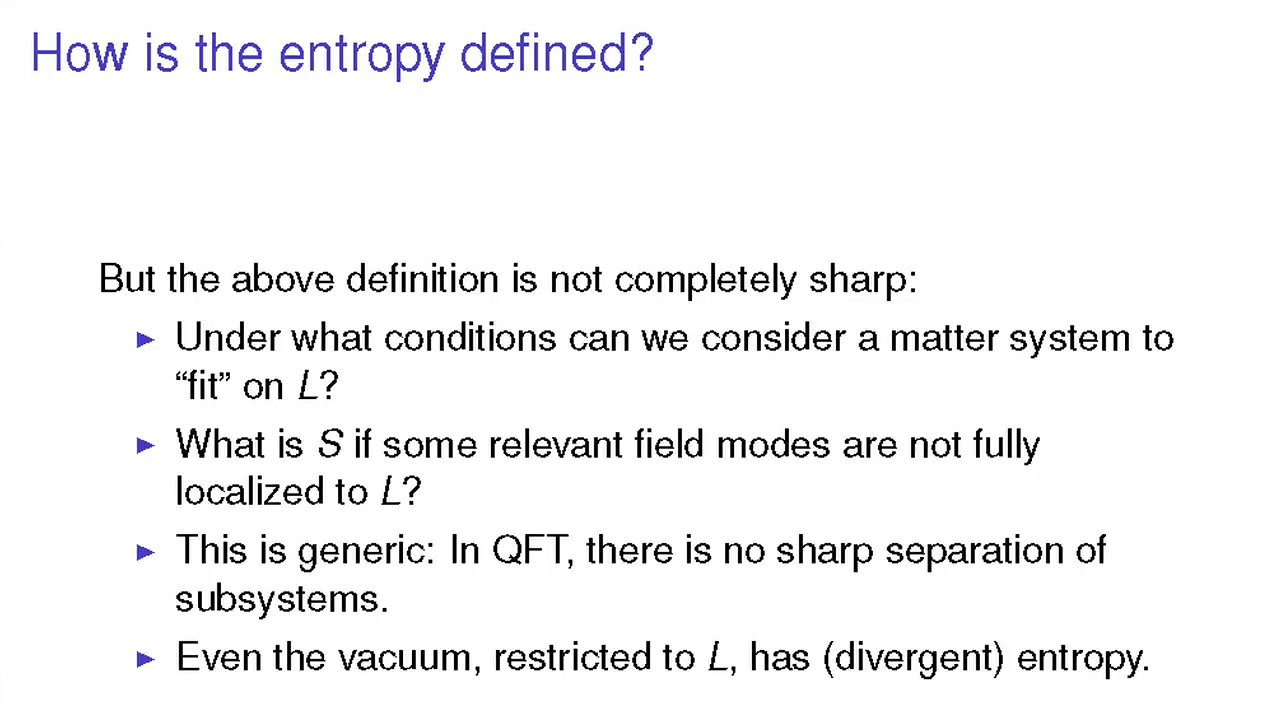 How is the entropy defined?
But the above definition is not completely sharp:
▶ Under what conditions can we consider a matter system to
“fit” on L?
▶ What is S if some relevant field modes are not fully
localized to L?
▶ This is generic: In QFT, there is no sharp separation of
subsystems.
▶ Even the vacuum, restricted to L, has (divergent) entropy.